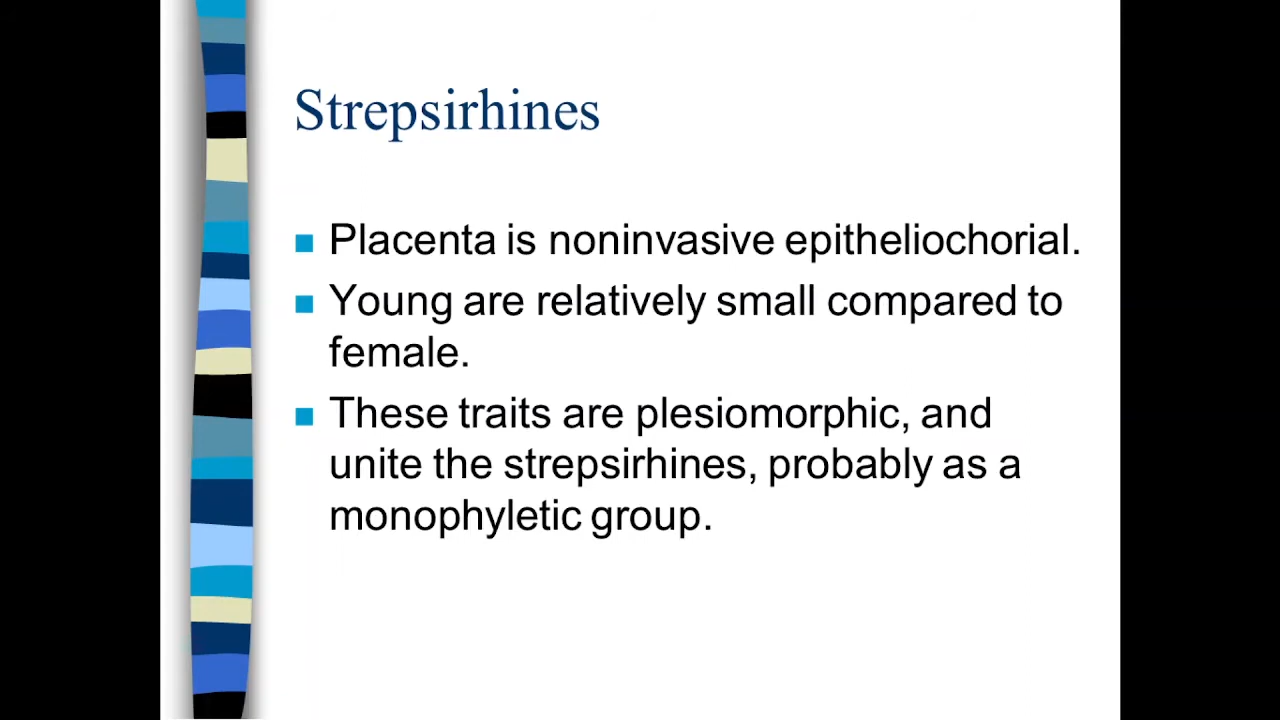 Strepsirhines
Placenta is noninvasive epitheliochorial.
Young are relatively small compared to
female.
These traits are plesiomorphic, and
unite the strepsirhines, probably as a
monophyletic group.